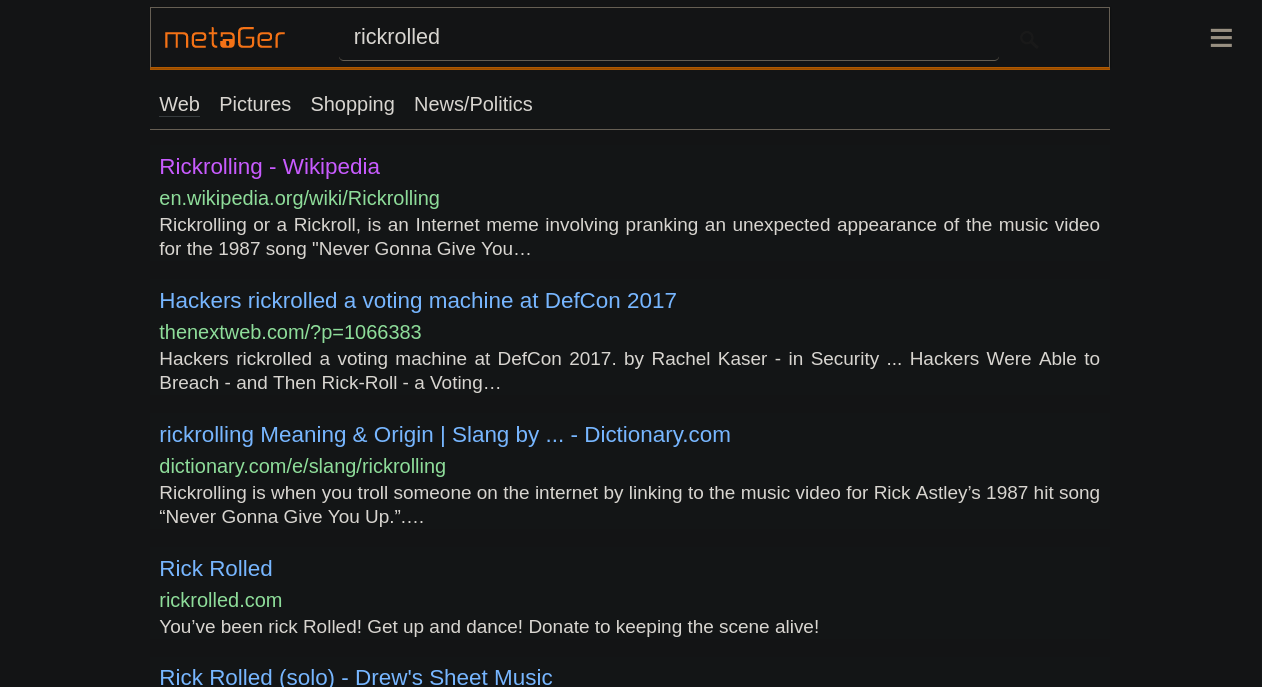 metaGer
rickrolled
Web Pictures Shopping News/Politics
Rickrolling - Wikipedia
en.wikipedia.org/wiki/Rickrolling
Rickrolling or a Rickroll, is an Internet meme involving pranking an unexpected appearance of the music video
for the 1987 song "Never Gonna Give You…
Hackers rickrolled a voting machine at DefCon 2017
thenextweb.com/?p=1066383
Hackers rickrolled a voting machine at DefCon 2017. by Rachel Kaser - in Security ... Hackers Were Able to
Breach - and Then Rick-Roll - a Voting…
rickrolling Meaning & Origin | Slang by ... - Dictionary.com
dictionary.com/e/slang/rickrolling
Rickrolling is when you troll someone on the internet by linking to the music video for Rick Astley’s 1987 hit song
“Never Gonna Give You Up.”.…
Rick Rolled
rickrolled.com
You’ve been rick Rolled! Get up and dance! Donate to keeping the scene alive!
Rick Rolled (solo) - Drew's Sheet Music